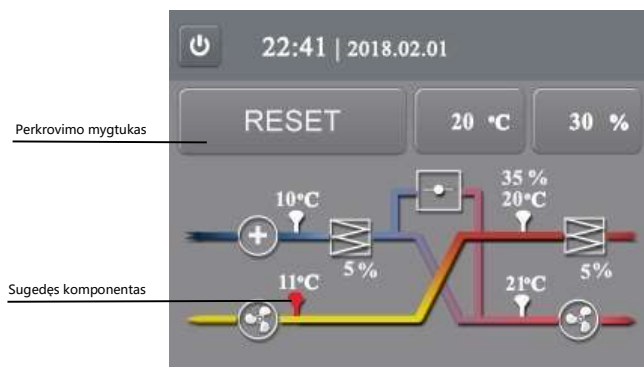 22:41 | 2018.02.01
Perkrovimo mygtukas
RESET
20 °C
30 %
35 %
10°C
20°C
5%
5%
Sugedęs komponentas
11°C
21°C